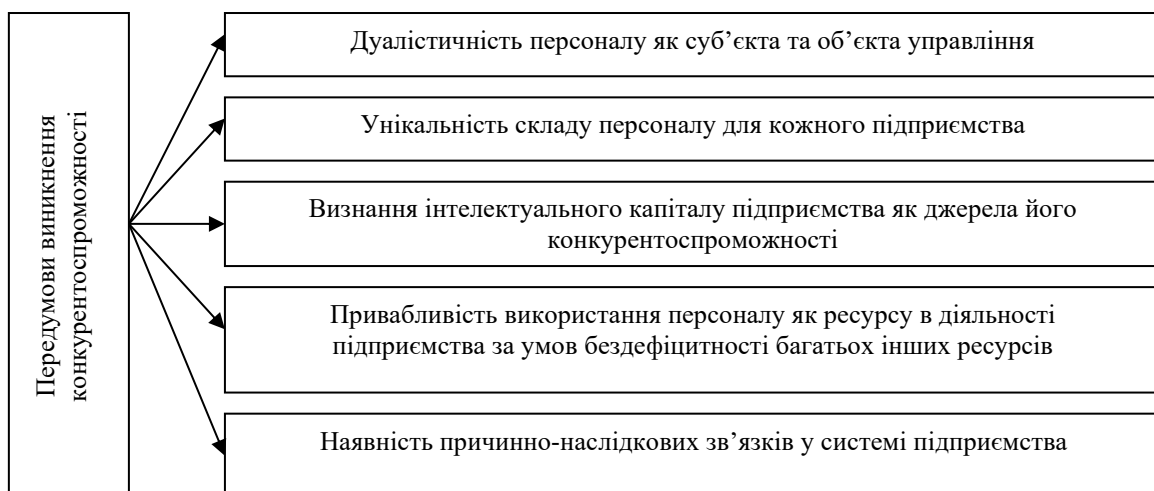 Передумови виникнення
конкурентоспроможності
Дуалістичність персоналу як суб’єкта та об’єкта управління
Унікальність складу персоналу для кожного підприємства
Визнання інтелектуального капіталу підприємства як джерела його
конкурентоспроможності
Привабливість використання персоналу як ресурсу в діяльності
підприємства за умов бездефіцитності багатьох інших ресурсів
Наявність причинно-наслідкових зв’язків у системі підприємства